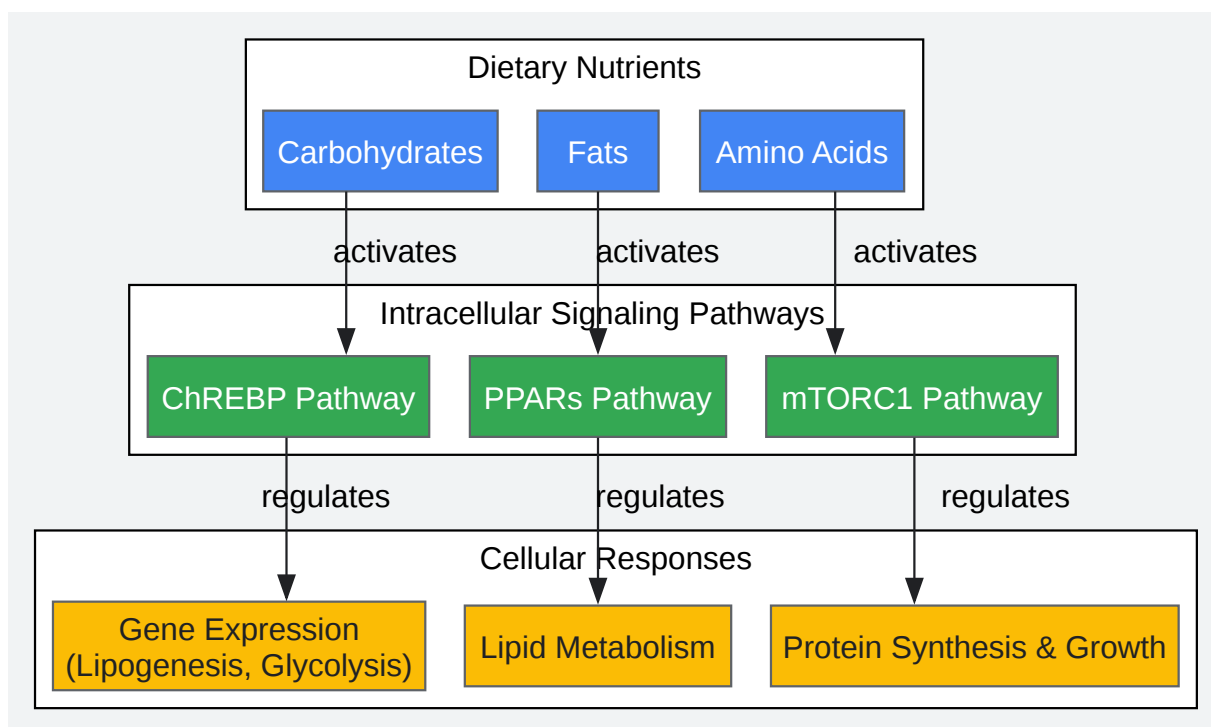 Dietary Nutrients
Carbohydrates
Fats
Amino Acids
activates
activates
activates
Intracellular Signaling Pathways
ChREBP Pathway
PPARs Pathway
mTORC1 Pathway
regulates
regulates
regulates
Cellular Responses
Gene Expression
(Lipogenesis, Glycolysis)
Lipid Metabolism
Protein Synthesis & Growth